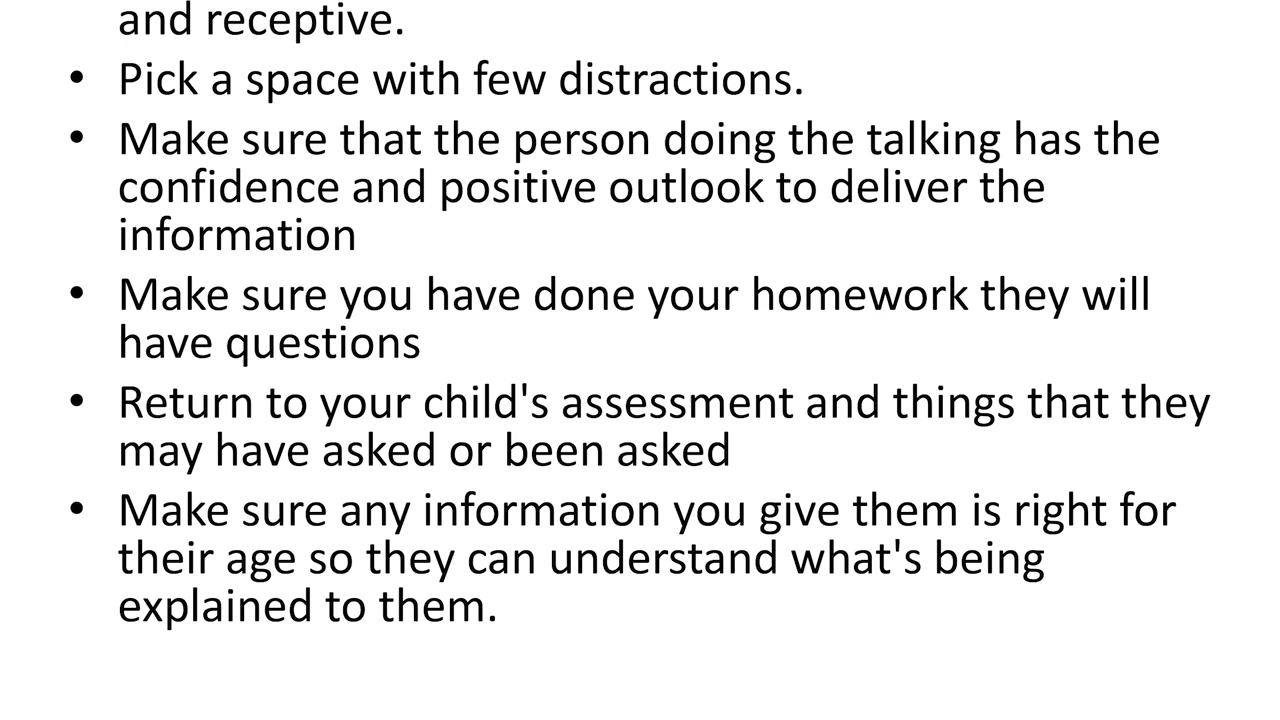 and receptive.
• Pick a space with few distractions.
• Make sure that the person doing the talking has the
confidence and positive outlook to deliver the
information
• Make sure you have done your homework they will
have questions
• Return to your child's assessment and things that they
may have asked or been asked
• Make sure any information you give them is right for
their age so they can understand what's being
explained to them.